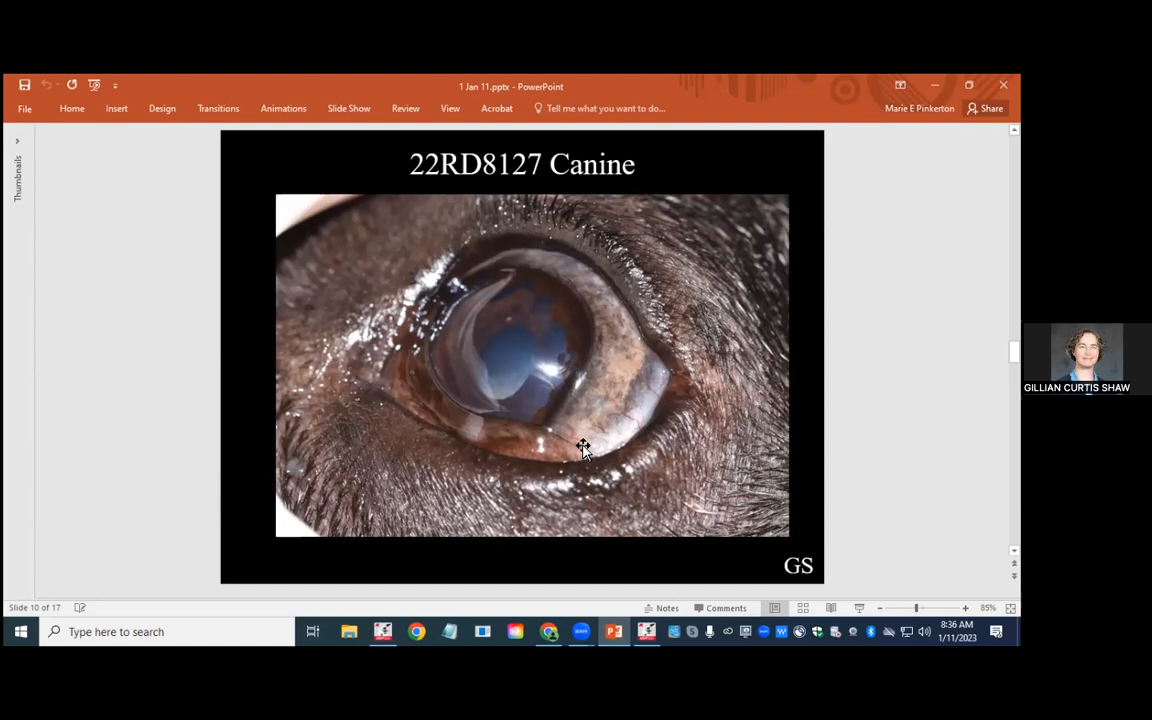 1 Jan 11.pptx - PowerPoint
File Home Insert Design Transitions Animations Slide Show Review View Acrobat Tell me what you want to do... Marie E Pinkerton Share
Thumbnails
22RD8127 Canine
GS
GILLIAN CURTIS SHAW
Slide 10 of 17 Notes Comments 85%
Type here to search
8:36 AM
1/11/2023